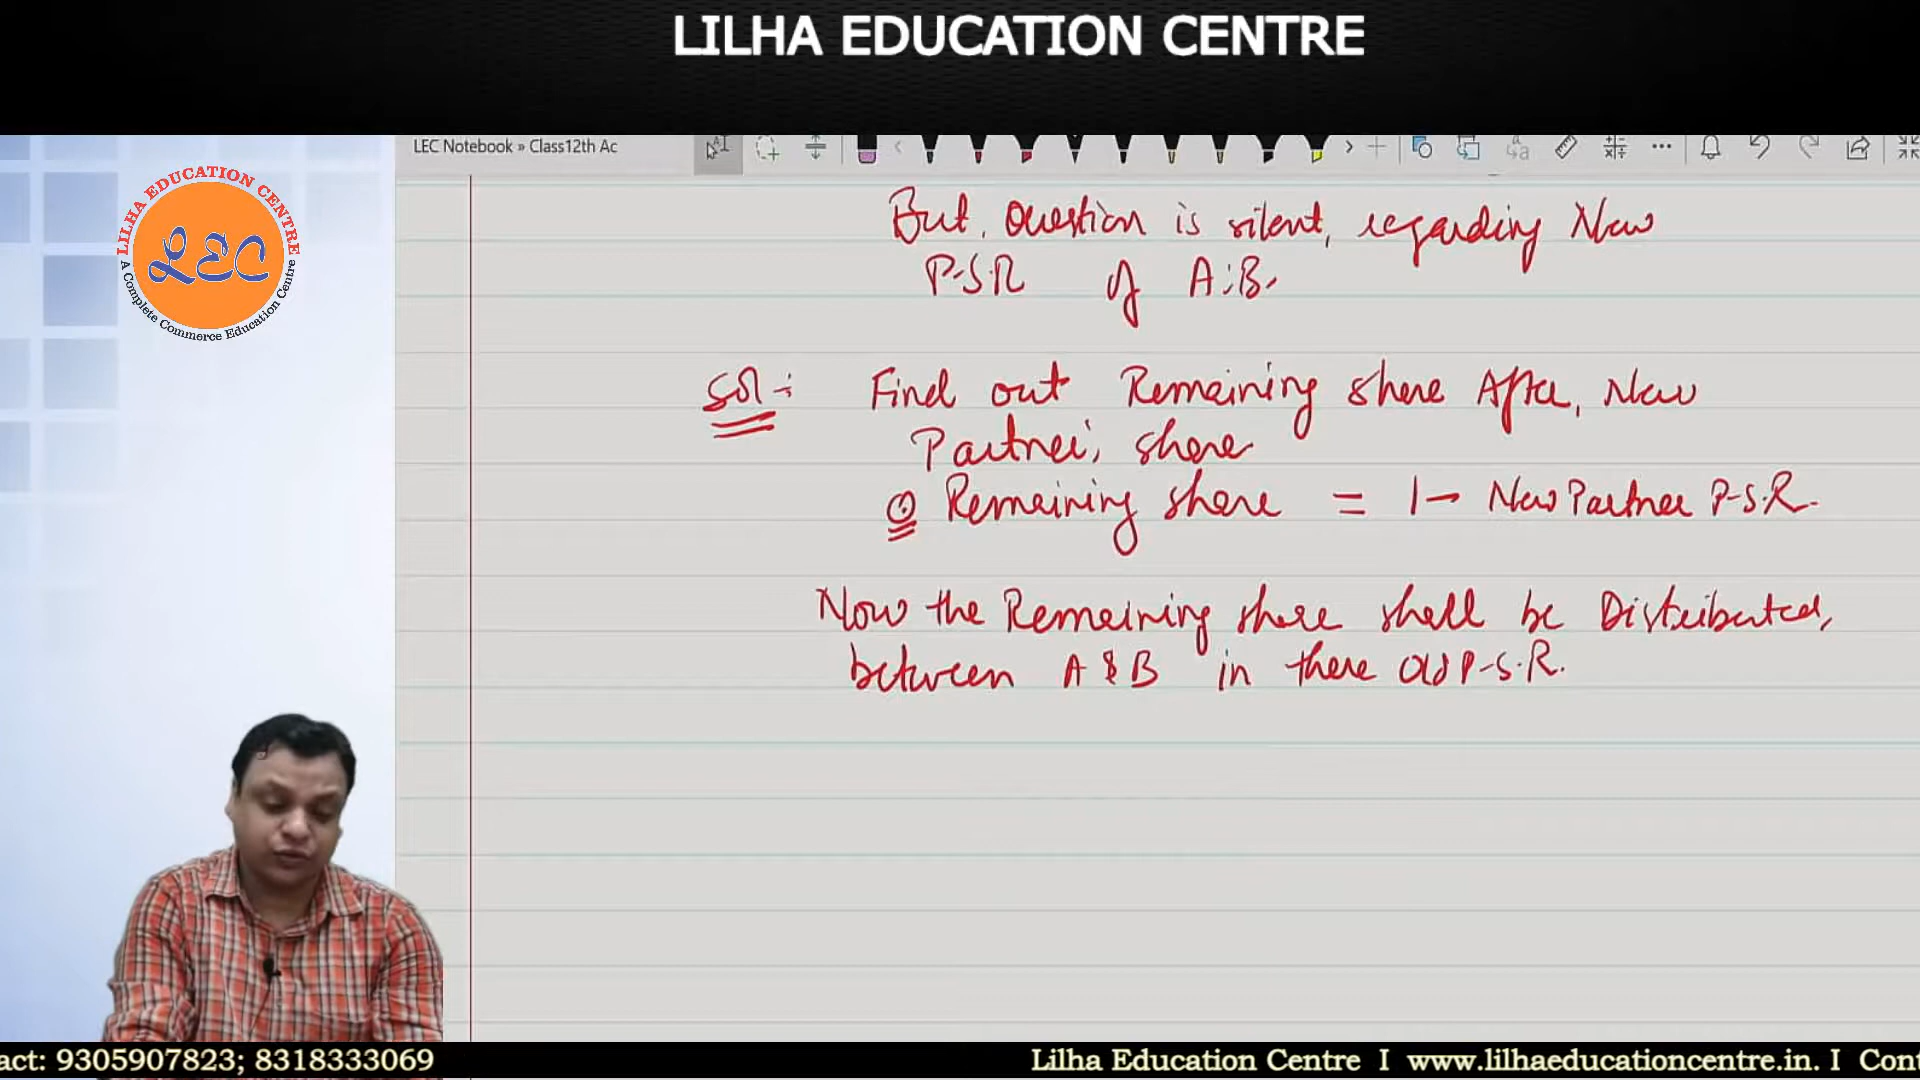 LILHA EDUCATION CENTRE
LEC Notebook » Class12th Ac
LILHA EDUCATION CENTRE
LEC
A Complete Commerce Education Centre
But, Question is silent, regarding New
P.S.R of A:B.
Sol:
Find out Remaining share After, New
Partner, share
Remaining share = 1 - New Partner P.S.R.
Now the Remaining share shall be Distributed,
between A & B in there Old P.S.R.
act: 9305907823; 8318333069
Lilha Education Centre I www.lilhaeducationcentre.in. I Cont